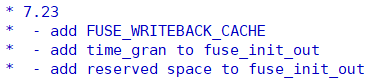 * 7.23
*  - add FUSE_WRITEBACK_CACHE
*  - add time_gran to fuse_init_out
*  - add reserved space to fuse_init_out